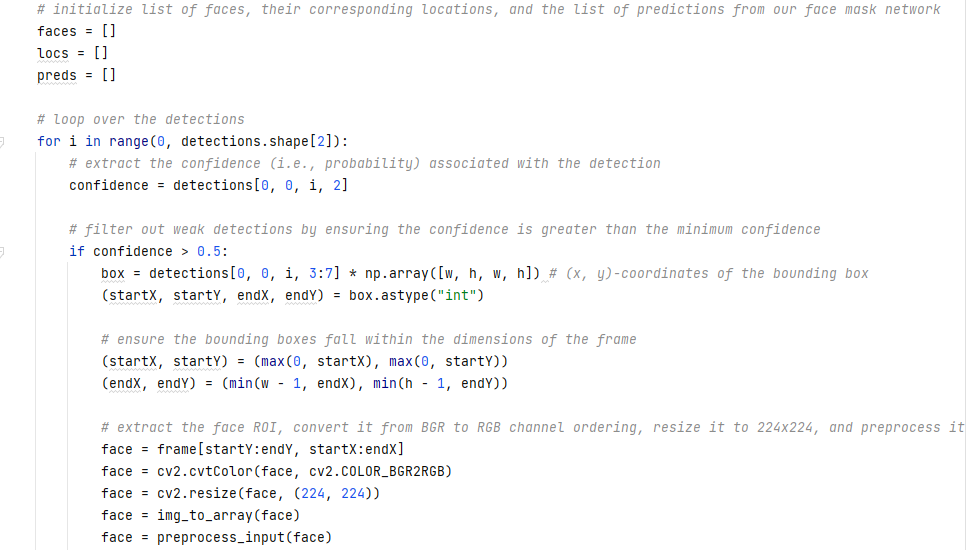 # initialize list of faces, their corresponding locations, and the list of predictions from our face mask network
faces = []
locs = []
preds = []
# loop over the detections
for i in range(0, detections.shape[2]):
# extract the confidence (i.e., probability) associated with the detection
confidence = detections[0, 0, i, 2]
# filter out weak detections by ensuring the confidence is greater than the minimum confidence
if confidence > 0.5:
box = detections[0, 0, i, 3:7] * np.array([w, h, w, h]) # (x, y)-coordinates of the bounding box
(startX, startY, endX, endY) = box.astype("int")
# ensure the bounding boxes fall within the dimensions of the frame
(startX, startY) = (max(0, startX), max(0, startY))
(endX, endY) = (min(w - 1, endX), min(h - 1, endY))
# extract the face ROI, convert it from BGR to RGB channel ordering, resize it to 224x224, and preprocess it
face = frame[startY:endY, startX:endX]
face = cv2.cvtColor(face, cv2.COLOR_BGR2RGB)
face = cv2.resize(face, (224, 224))
face = img_to_array(face)
face = preprocess_input(face)